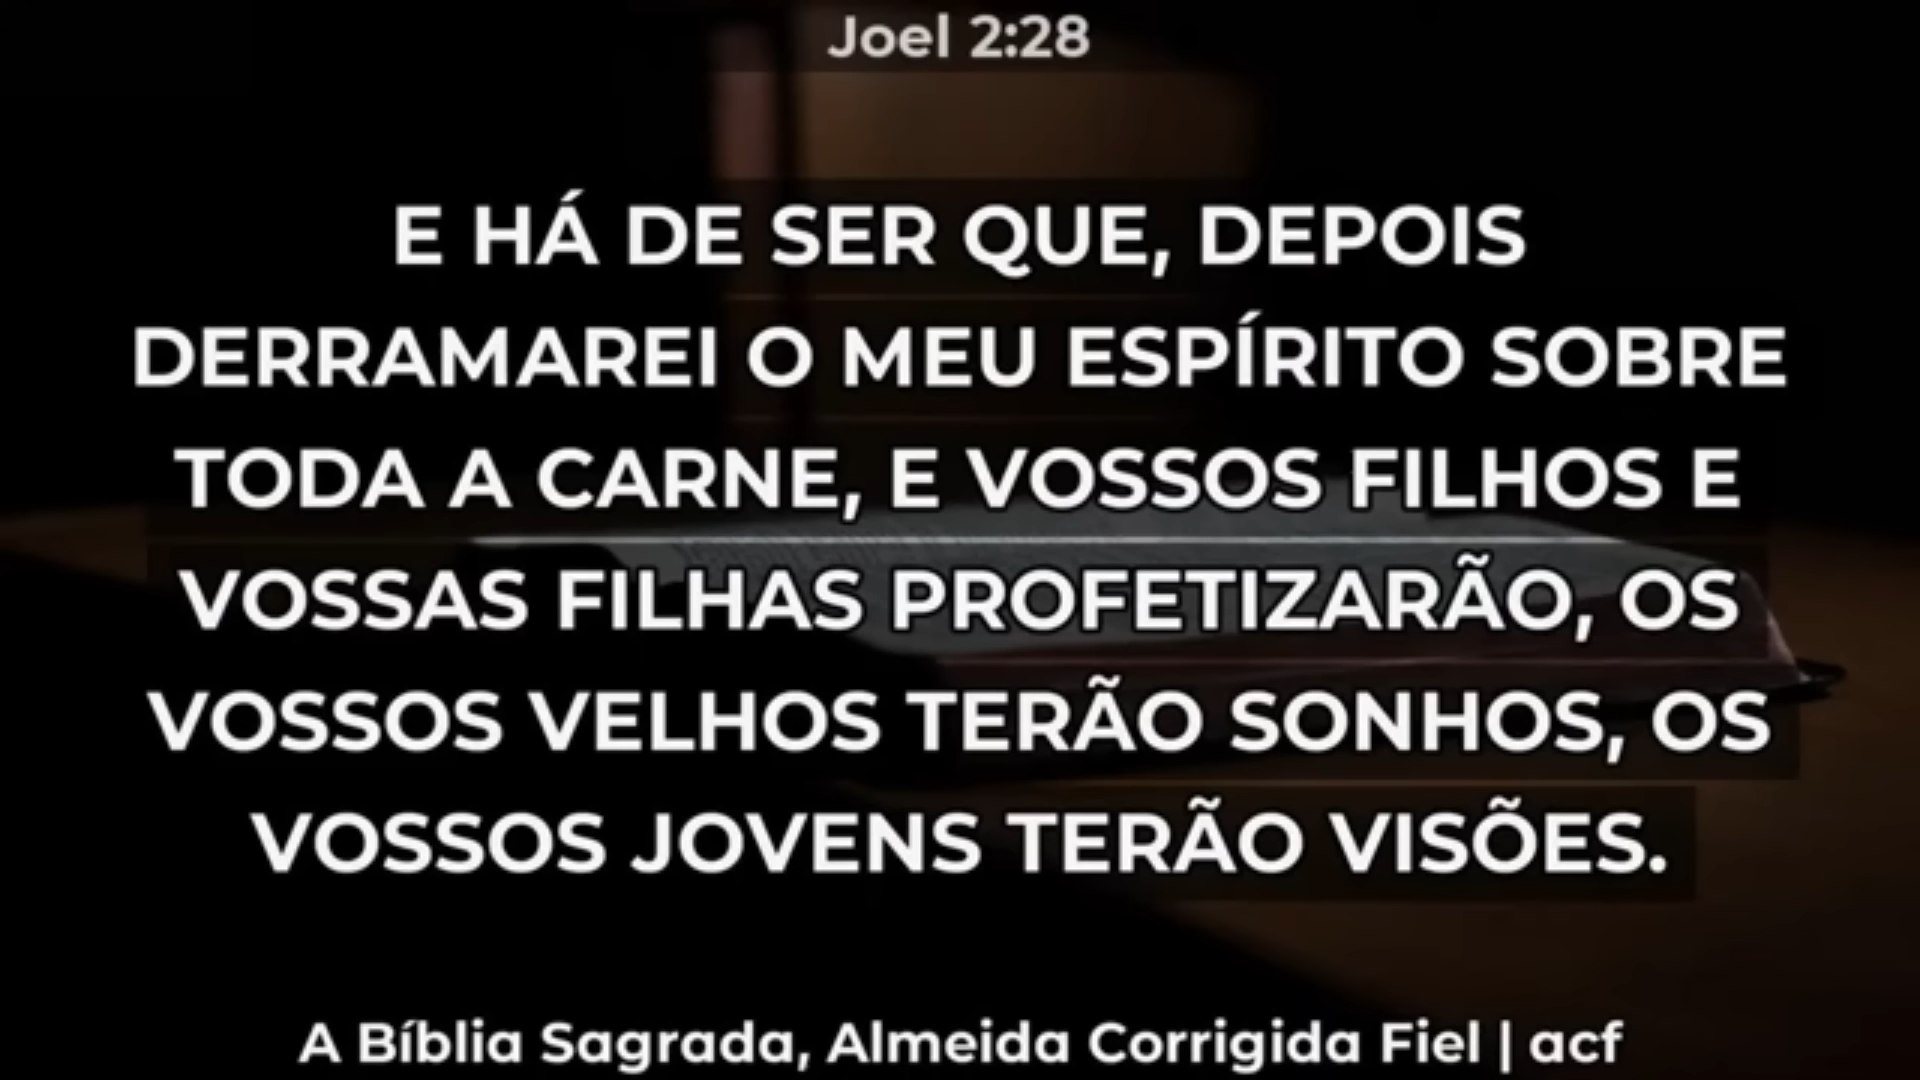 Joel 2:28
E HÁ DE SER QUE, DEPOIS
DERRAMAREI O MEU ESPÍRITO SOBRE
TODA A CARNE, E VOSSOS FILHOS E
VOSSAS FILHAS PROFETIZARÃO, OS
VOSSOS VELHOS TERÃO SONHOS, OS
VOSSOS JOVENS TERÃO VISÕES.
A Bíblia Sagrada, Almeida Corrigida Fiel | acf